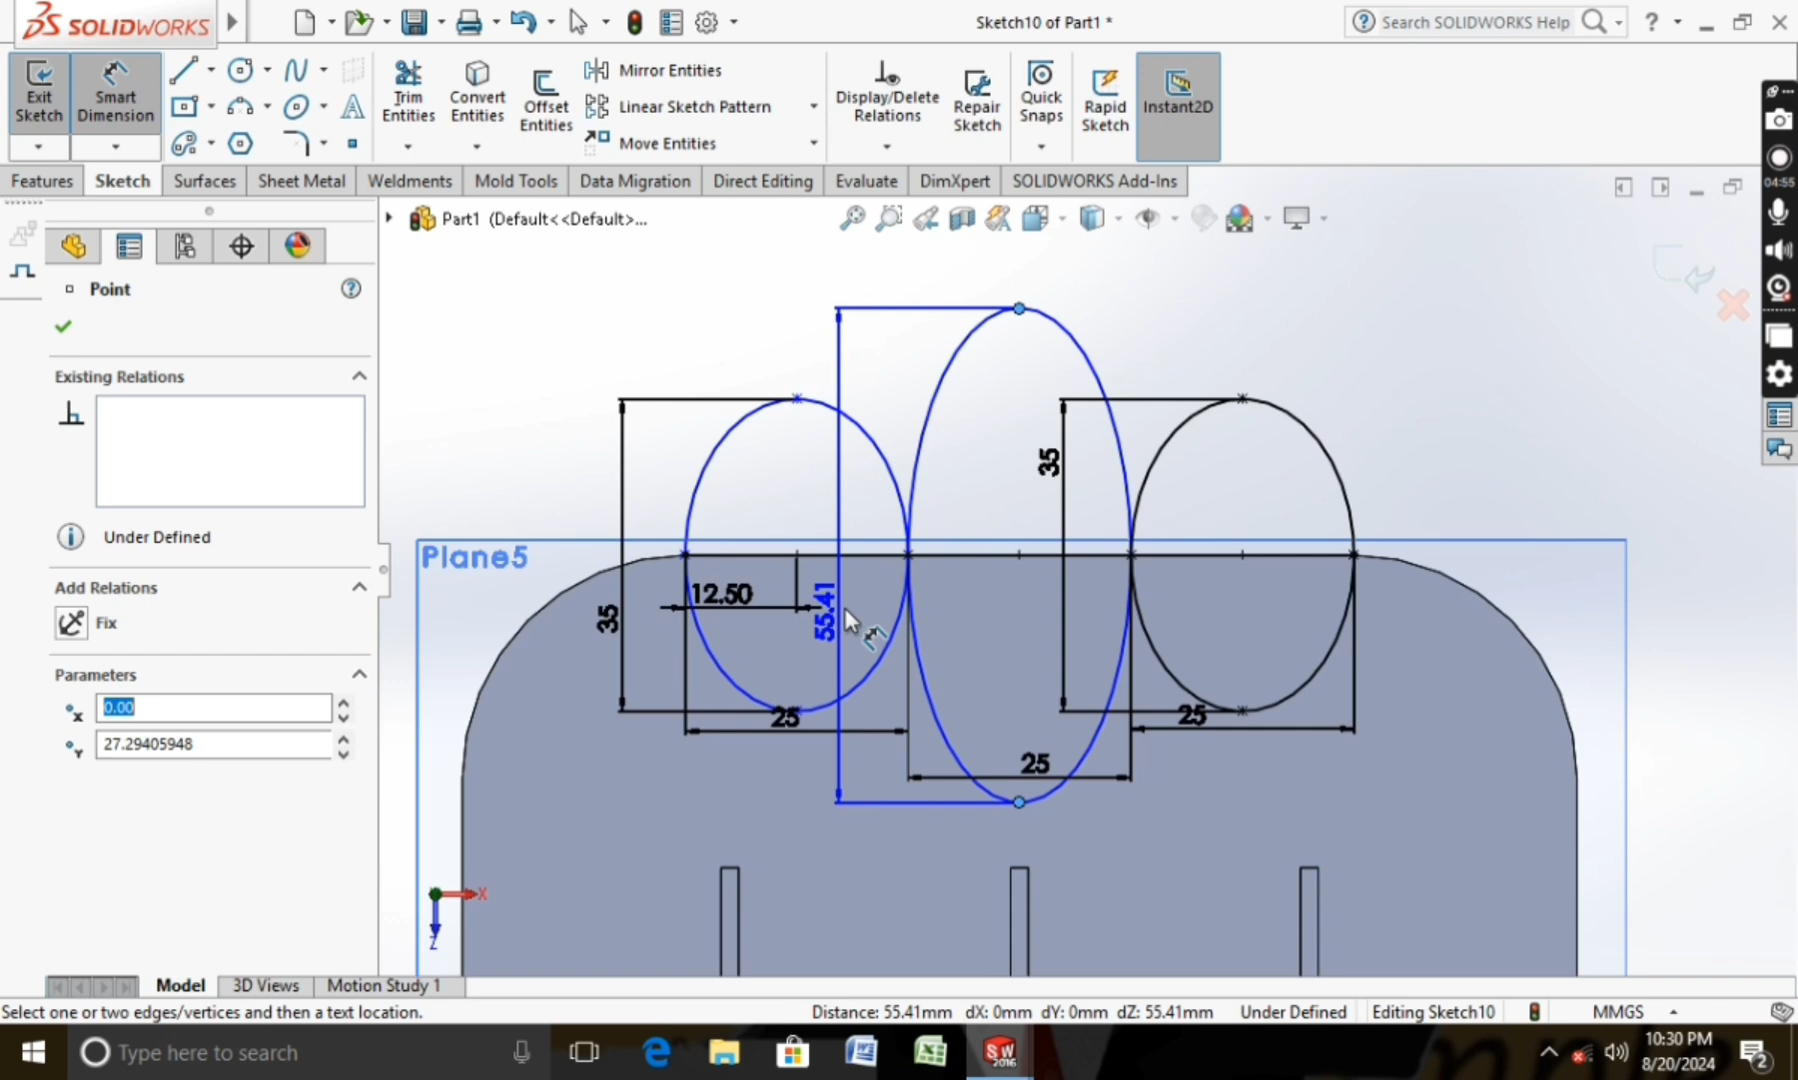 SOLIDWORKS
Sketch10 of Part1 *
Search SOLIDWORKS Help
Exit Sketch
Smart Dimension
Trim Entities
Convert Entities
Offset Entities
Mirror Entities
Linear Sketch Pattern
Move Entities
Display/Delete Relations
Repair Sketch
Quick Snaps
Rapid Sketch
Instant2D
Features
Sketch
Surfaces
Sheet Metal
Weldments
Mold Tools
Data Migration
Direct Editing
Evaluate
DimXpert
SOLIDWORKS Add-Ins
04:55
Part1 (Default<<Default>...
Point
Existing Relations
Under Defined
Add Relations
Fix
Parameters
0.00
27.29405948
Plane5
35
12.50
55.41
25
25
35
25
X
Z
Model
3D Views
Motion Study 1
Select one or two edges/vertices and then a text location.
Distance: 55.41mm dX: 0mm dY: 0mm dZ: 55.41mm
Under Defined
Editing Sketch10
MMGS
Type here to search
SW
2016
10:30 PM
8/20/2024
2